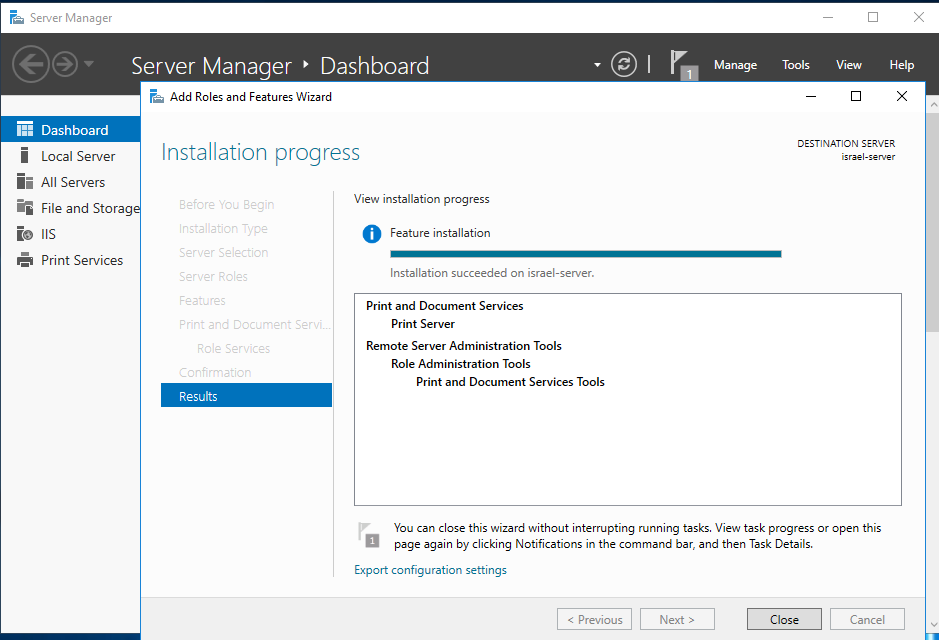 Server Manager
Server Manager ‣ Dashboard
1
Manage
Tools
View
Help
Add Roles and Features Wizard
Dashboard
Local Server
All Servers
File and Storage
IIS
Print Services
Installation progress
DESTINATION SERVER
israel-server
Before You Begin
Installation Type
Server Selection
Server Roles
Features
Print and Document Servi...
Role Services
Confirmation
Results
View installation progress
Feature installation
Installation succeeded on israel-server.
Print and Document Services
Print Server
Remote Server Administration Tools
Role Administration Tools
Print and Document Services Tools
1
You can close this wizard without interrupting running tasks. View task progress or open this
page again by clicking Notifications in the command bar, and then Task Details.
Export configuration settings
< Previous
Next >
Close
Cancel